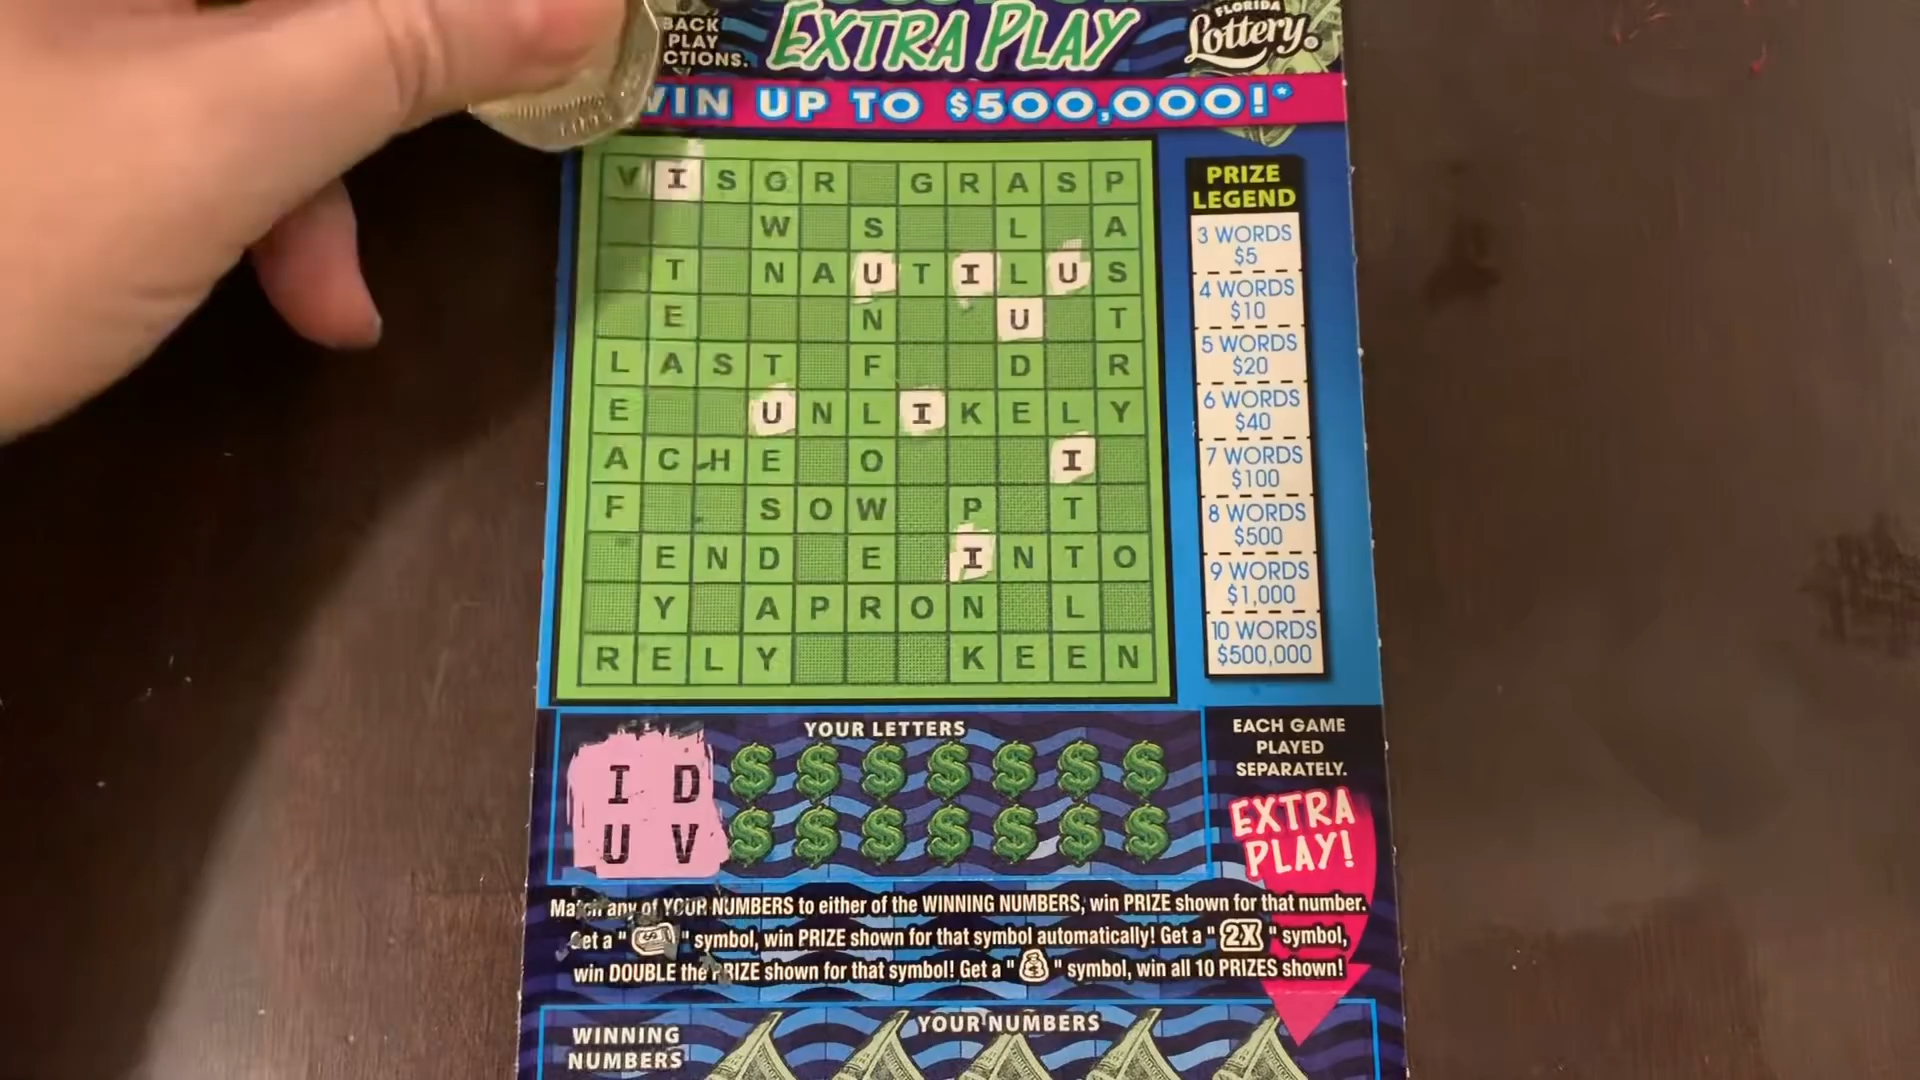 BACK
PLAY
CTIONS.
EXTRA PLAY
FLORIDA
Lottery
WIN UP TO $500,000!*
V I S O R G R A S P
W S L A
T N A U T I L U S
E N U T
L A S T F D R
E U N L I K E L Y
A C H E O I
F S O W P T
E N D E I N T O
Y A P R O N L
R E L Y K E E N
PRIZE
LEGEND
3 WORDS
$5
4 WORDS
$10
5 WORDS
$20
6 WORDS
$40
7 WORDS
$100
8 WORDS
$500
9 WORDS
$1,000
10 WORDS
$500,000
YOUR LETTERS
I D
U V
EACH GAME
PLAYED
SEPARATELY.
EXTRA
PLAY!
Match any of YOUR NUMBERS to either of the WINNING NUMBERS, win PRIZE shown for that number.
Get a " " symbol, win PRIZE shown for that symbol automatically! Get a " 2X " symbol,
win DOUBLE the PRIZE shown for that symbol! Get a " " symbol, win all 10 PRIZES shown!
WINNING
NUMBERS
YOUR NUMBERS